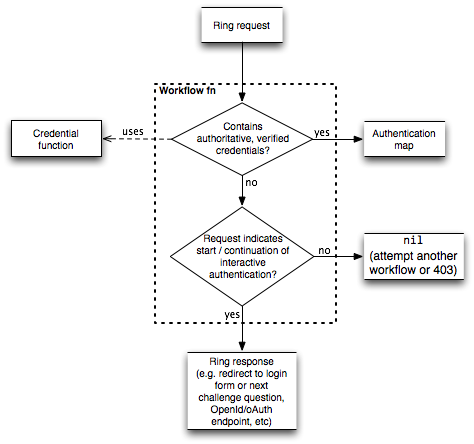 Ring request
Workflow fn
Contains
authoritative, verified
credentials?
uses
Credential
function
yes
Authentication
map
no
Request indicates
start / continuation of
interactive
authentication?
no
nil
(attempt another
workflow or 403)
yes
Ring response
(e.g. redirect to login
form or next
challenge question,
OpenId/oAuth
endpoint, etc)